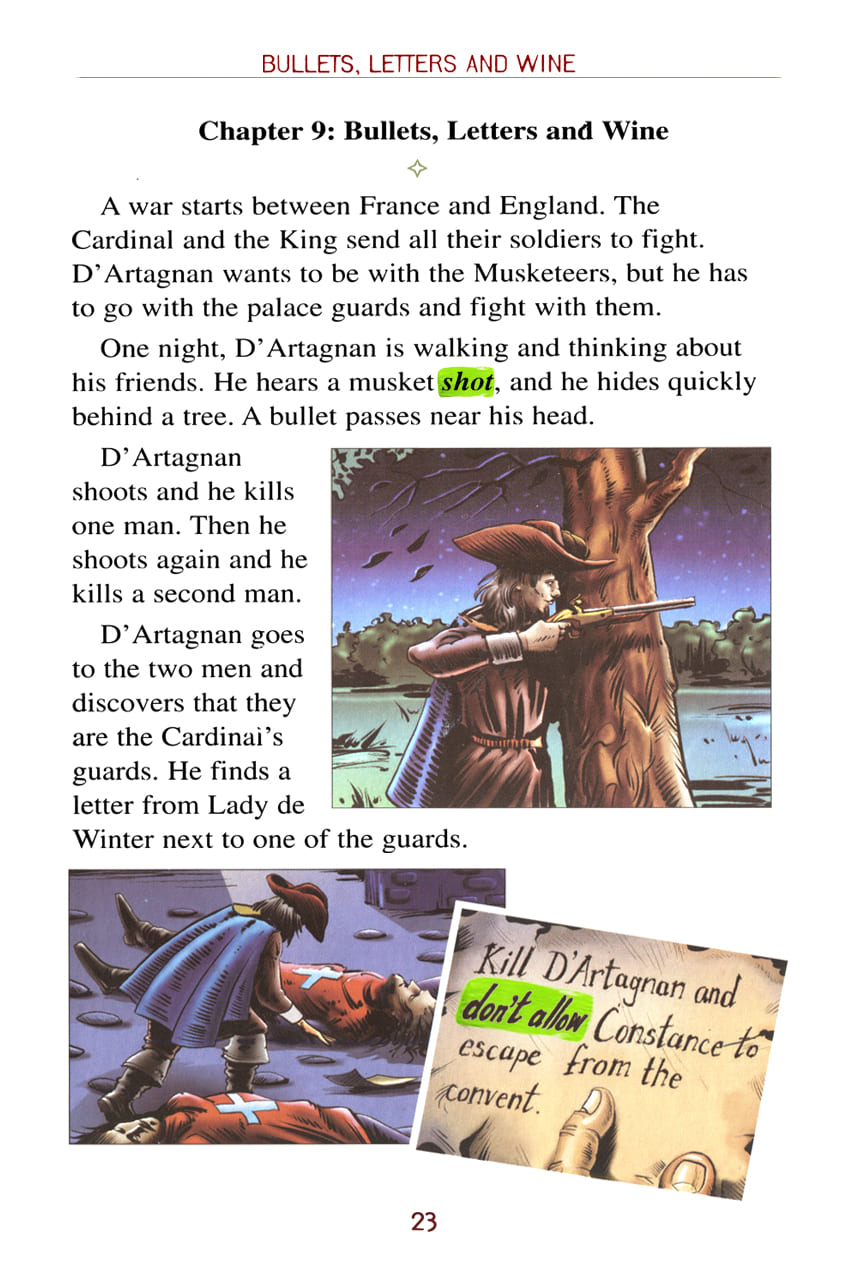 BULLETS, LETTERS AND WINE
Chapter 9: Bullets, Letters and Wine
A war starts between France and England. The
Cardinal and the King send all their soldiers to fight.
D’Artagnan wants to be with the Musketeers, but he has
to go with the palace guards and fight with them.
One night, D’Artagnan is walking and thinking about
his friends. He hears a musket shot, and he hides quickly
behind a tree. A bullet passes near his head.
D’Artagnan
shoots and he kills
one man. Then he
shoots again and he
kills a second man.
D’Artagnan goes
to the two men and
discovers that they
are the Cardinal’s
guards. He finds a
letter from Lady de
Winter next to one of the guards.
Kill D’Artagnan and
don’t allow Constance to
escape from the
convent.
23